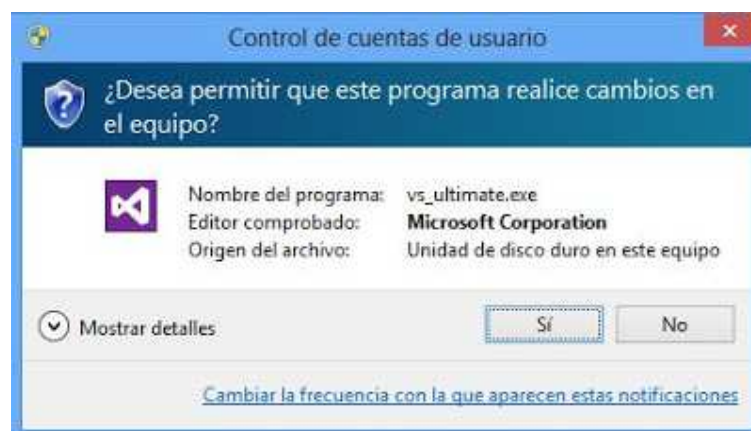 Control de cuentas de usuario
¿Desea permitir que este programa realice cambios en
el equipo?
Nombre del programa: vs_ultimate.exe
Editor comprobado: Microsoft Corporation
Origen del archivo: Unidad de disco duro en este equipo
Mostrar detalles
Sí
No
Cambiar la frecuencia con la que aparecen estas notificaciones